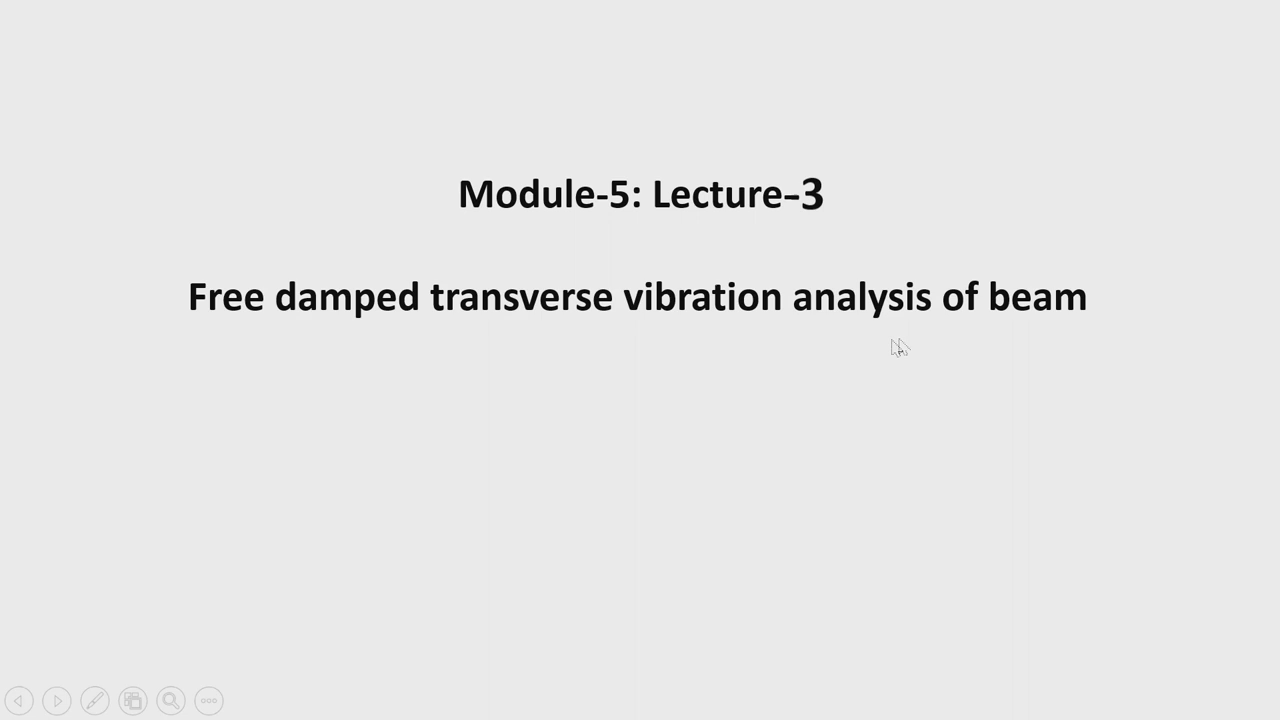 Module-5: Lecture-3
Free damped transverse vibration analysis of beam